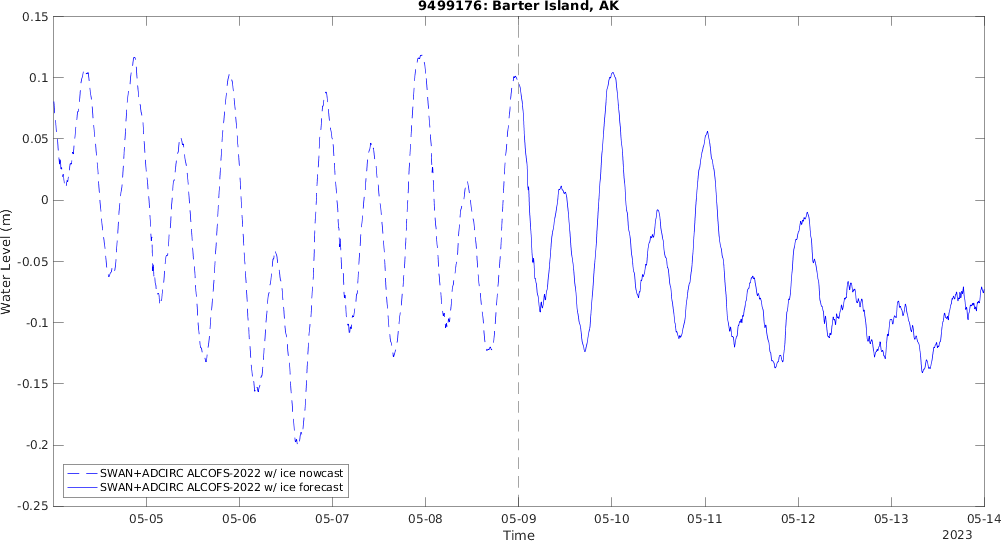 9499176: Barter Island, AK
0.15
0.1
0.05
0
-0.05
-0.1
-0.15
-0.2
-0.25
Water Level (m)
SWAN+ADCIRC ALCOFS-2022 w/ ice nowcast
SWAN+ADCIRC ALCOFS-2022 w/ ice forecast
05-05 05-06 05-07 05-08 05-09 05-10 05-11 05-12 05-13 05-14
Time
2023